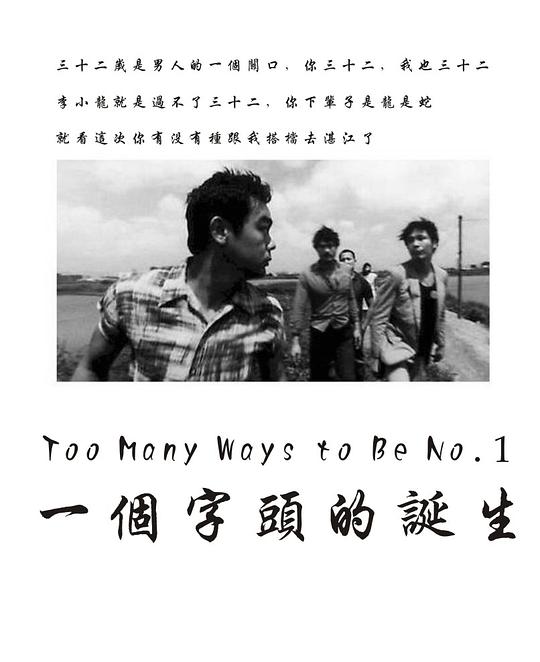 三十二歲是男人的一個關口，你三十二，我也三十二
李小龍就是過不了三十二，你下輩子是龍是蛇
就看這次你有没有種跟我搭檔去湛江了
Too Many Ways to Be No.1
一個字頭的誕生